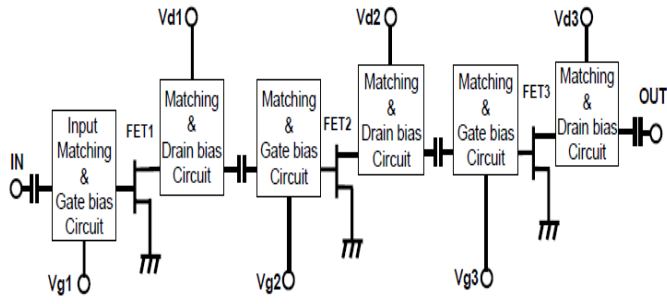 Vd1
Vd2
Vd3
IN
Input
Matching
&
Gate bias
Circuit
Vg1
FET1
Matching
&
Drain bias
Circuit
Matching
&
Gate bias
Circuit
Vg2
FET2
Matching
&
Drain bias
Circuit
Matching
&
Gate bias
Circuit
Vg3
FET3
Matching
&
Drain bias
Circuit
OUT